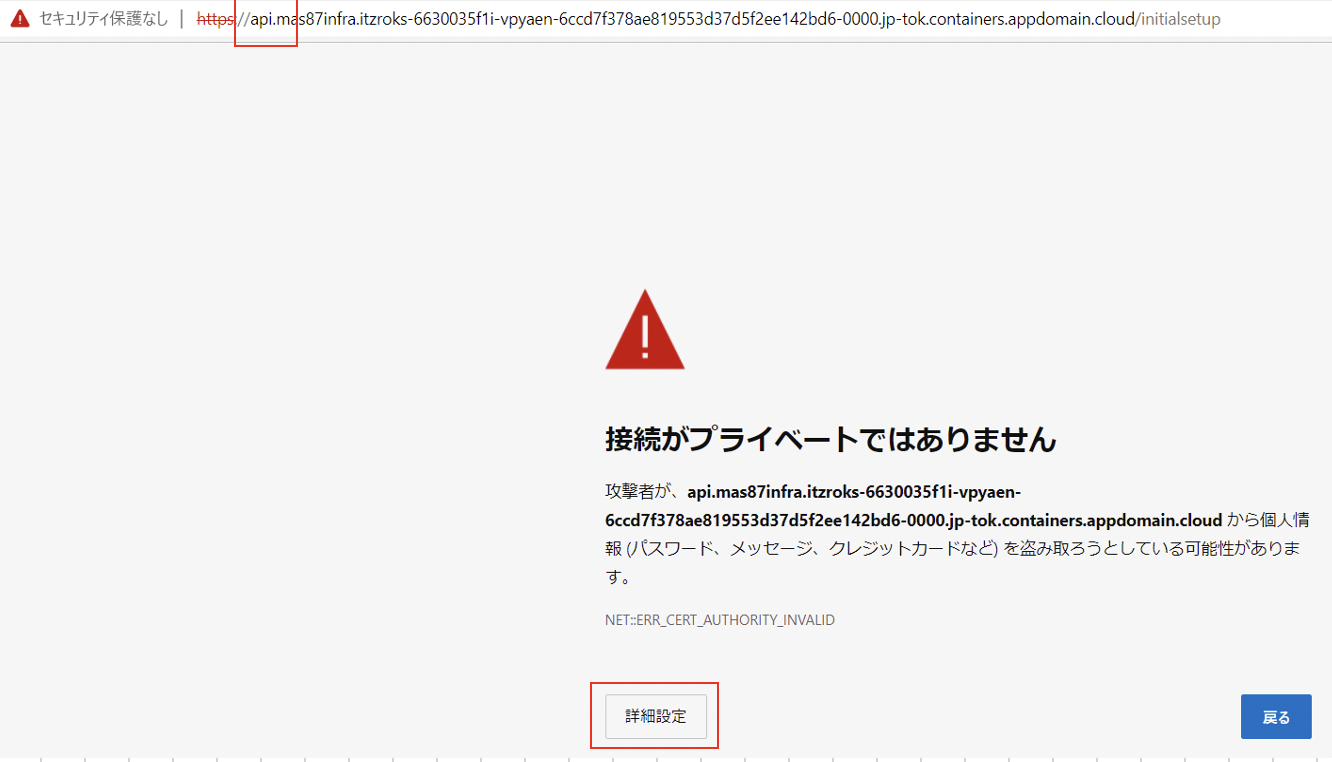 セキュリティ保護なし | https://api.mas87infra.itzroks-6630035f1i-vpyaen-6ccd7f378ae819553d37d5f2ee142bd6-0000.jp-tok.containers.appdomain.cloud/initialsetup
接続がプライベートではありません
攻撃者が、api.mas87infra.itzroks-6630035f1i-vpyaen-
6ccd7f378ae819553d37d5f2ee142bd6-0000.jp-tok.containers.appdomain.cloud から個人情
報 (パスワード、メッセージ、クレジットカードなど) を盗み取ろうとしている可能性がありま
す。
NET::ERR_CERT_AUTHORITY_INVALID
詳細設定
戻る